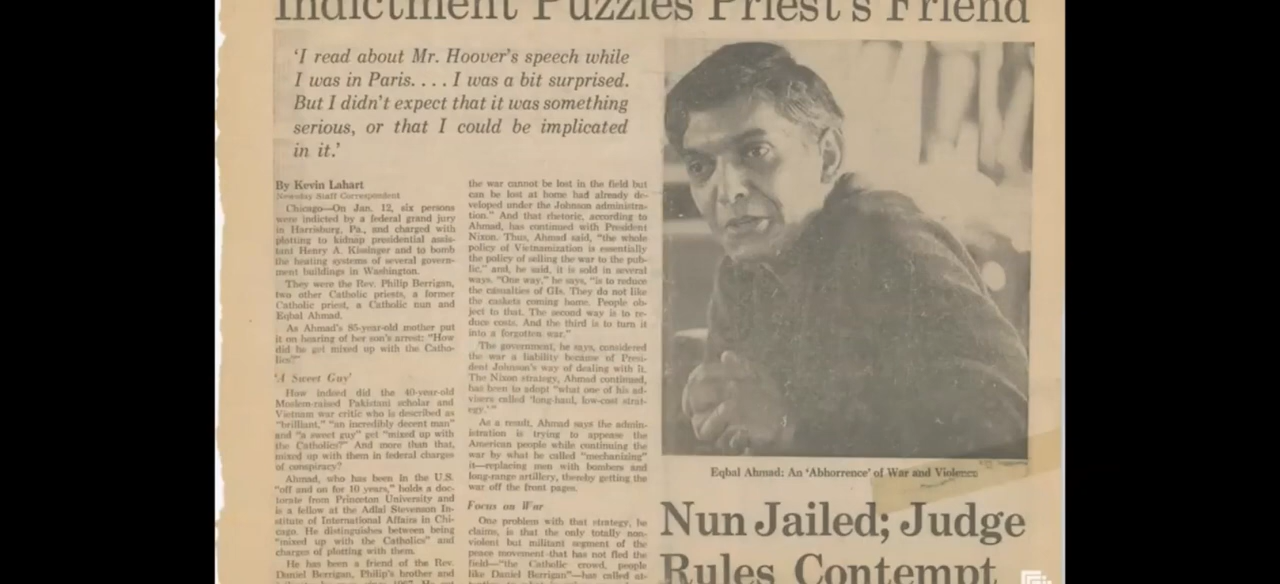 Indictment Puzzles Priest's Friend
'I read about Mr. Hoover's speech while
I was in Paris. . . . I was a bit surprised.
But I didn't expect that it was something
serious, or that I could be implicated
in it.'
By Kevin Lahart
Newsday Staff Correspondent
Chicago—On Jan. 12, six persons
were indicted by a federal grand jury
in Harrisburg, Pa., and charged with
plotting to kidnap presidential assis-
tant Henry A. Kissinger and to bomb
the heating systems of several govern-
ment buildings in Washington.
They were the Rev. Philip Berrigan,
two other Catholic priests, a former
Catholic priest, a Catholic nun and
Eqbal Ahmad.
As Ahmad's 85-year-old mother put
it on hearing of her son's arrest: "How
did he get mixed up with the Catho-
lics?"
'A Sweet Guy'
How indeed did the 40-year-old
Moslem-raised Pakistani scholar and
Vietnam war critic who is described as
"brilliant," "an incredibly decent man"
and "a sweet guy" get "mixed up with
the Catholics?" And more than that,
mixed up with them in federal charges
of conspiracy?
Ahmad, who has been in the U.S.
"off and on for 10 years," holds a doc-
torate from Princeton University and
is a fellow at the Adlai Stevenson In-
stitute of International Affairs in Chi-
cago. He distinguishes between being
"mixed up with the Catholics" and
charges of plotting with them.
He has been a friend of the Rev.
Daniel Berrigan, Philip's brother and
the war cannot be lost in the field but
can be lost at home had already de-
veloped under the Johnson administra-
tion." And that rhetoric, according to
Ahmad, has continued with President
Nixon. Thus, Ahmad said, "the whole
policy of Vietnamization is essentially
the policy of selling the war to the pub-
lic," and, he said, it is sold in several
ways. "One way," he says, "is to reduce
the casualties of GIs. They do not like
the caskets coming home. People ob-
ject to that. The second way is to re-
duce costs. And the third is to turn it
into a forgotten war."
The government, he says, considered
the war a liability because of Presi-
dent Johnson's way of dealing with it.
The Nixon strategy, Ahmad continued,
has been to adopt "what one of his ad-
visers called 'long-haul, low-cost strat-
egy.'"
As a result, Ahmad says the admin-
istration is trying to appease the
American people while continuing the
war by what he called "mechanizing"
it—replacing men with bombers and
long-range artillery, thereby getting the
war off the front pages.
Focus on War
One problem with that strategy, he
claims, is that the only totally non-
violent but militant segment of the
peace movement that has not fled the
field—"the Catholic crowd, people
like Daniel Berrigan"—has called at-
Eqbal Ahmad: An 'Abhorrence' of War and Violence
Nun Jailed; Judge
Rules Contempt